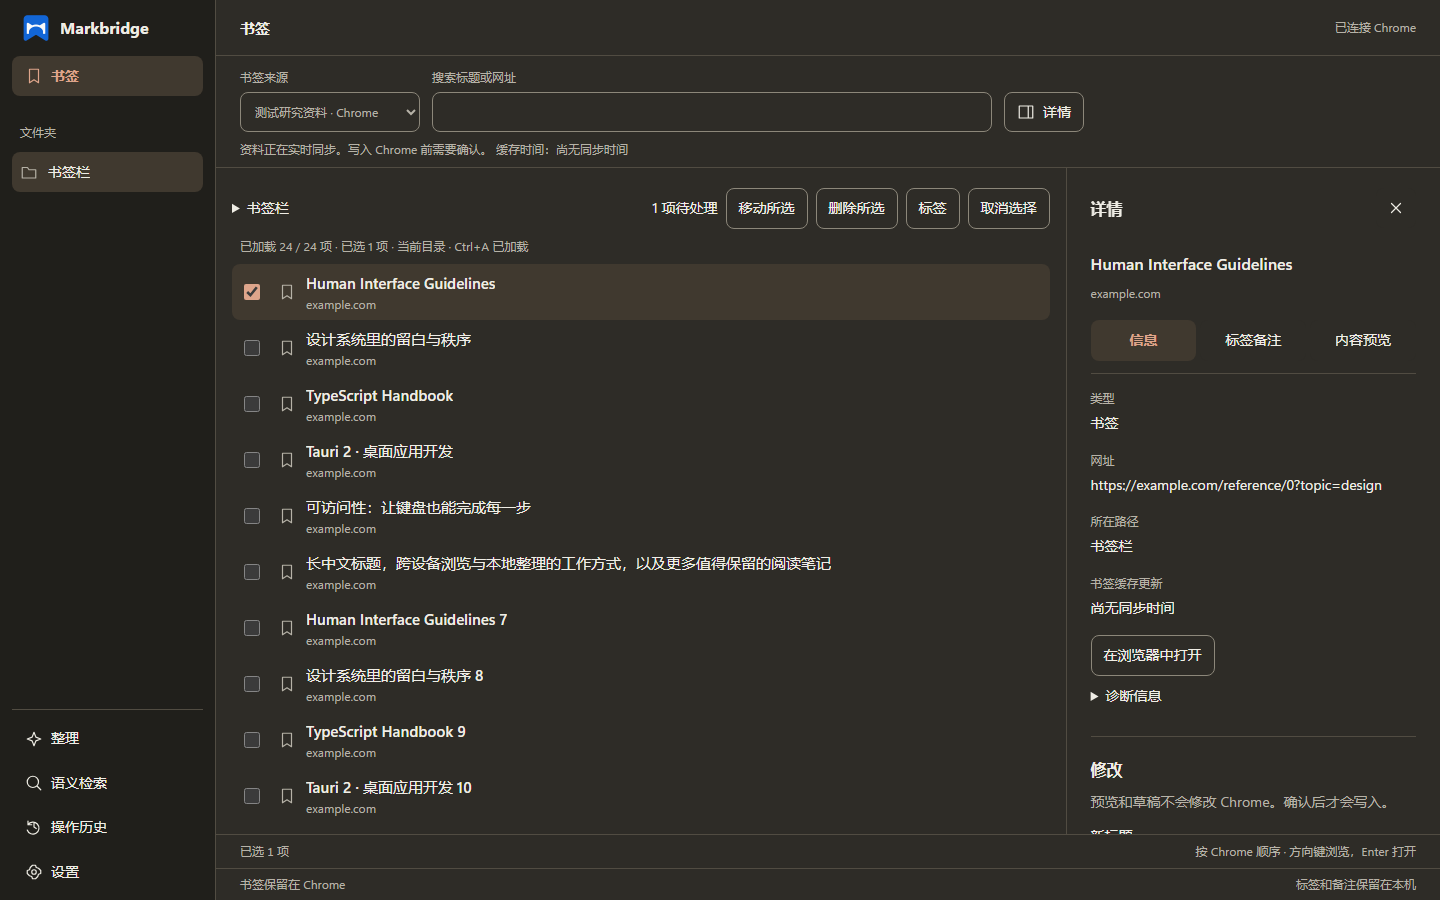 Markbridge
书签
文件夹
书签栏
整理
语义检索
操作历史
设置
书签
已连接 Chrome
书签来源
搜索标题或网址
测试研究资料 · Chrome
详情
资料正在实时同步。写入 Chrome 前需要确认。 缓存时间：尚无同步时间
书签栏
1 项待处理
移动所选
删除所选
标签
取消选择
已加载 24 / 24 项 · 已选 1 项 · 当前目录 · Ctrl+A 已加载
Human Interface Guidelines
example.com
设计系统里的留白与秩序
example.com
TypeScript Handbook
example.com
Tauri 2 · 桌面应用开发
example.com
可访问性：让键盘也能完成每一步
example.com
长中文标题，跨设备浏览与本地整理的工作方式，以及更多值得保留的阅读笔记
example.com
Human Interface Guidelines 7
example.com
设计系统里的留白与秩序 8
example.com
TypeScript Handbook 9
example.com
Tauri 2 · 桌面应用开发 10
example.com
详情
Human Interface Guidelines
example.com
信息
标签备注
内容预览
类型
书签
网址
https://example.com/reference/0?topic=design
所在路径
书签栏
书签缓存更新
尚无同步时间
在浏览器中打开
诊断信息
修改
预览和草稿不会修改 Chrome。确认后才会写入。
新标题
已选 1 项
按 Chrome 顺序 · 方向键浏览，Enter 打开
书签保留在 Chrome
标签和备注保留在本机